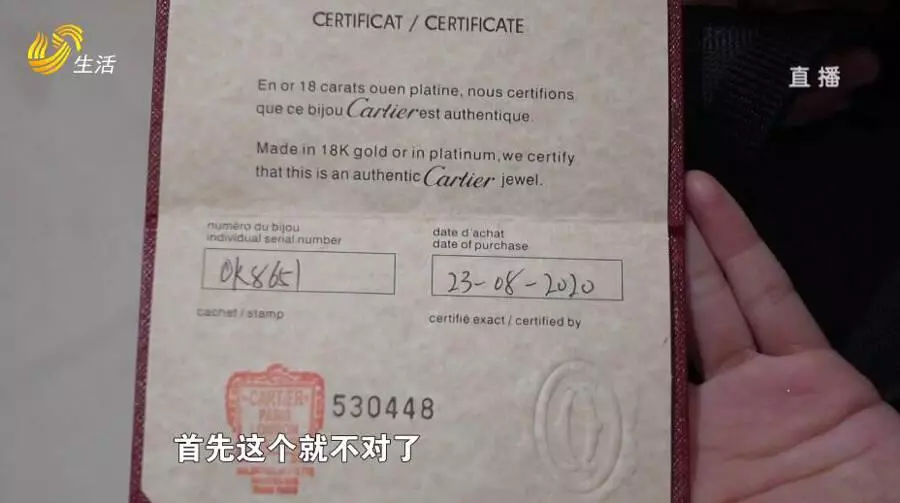 生活
直播
CERTIFICAT / CERTIFICATE
En or 18 carats ouen platine, nous certifions
que ce bijou Cartier est authentique.
Made in 18K gold or in platinum, we certify
that this is an authentic Cartier jewel.
numéro du bijou
individual serial number
0K8651
date d'achat
date of purchase
23-08-2020
cachet / stamp
certifié exact / certified by
CARTIER
PARIS
530448
首先这个就不对了